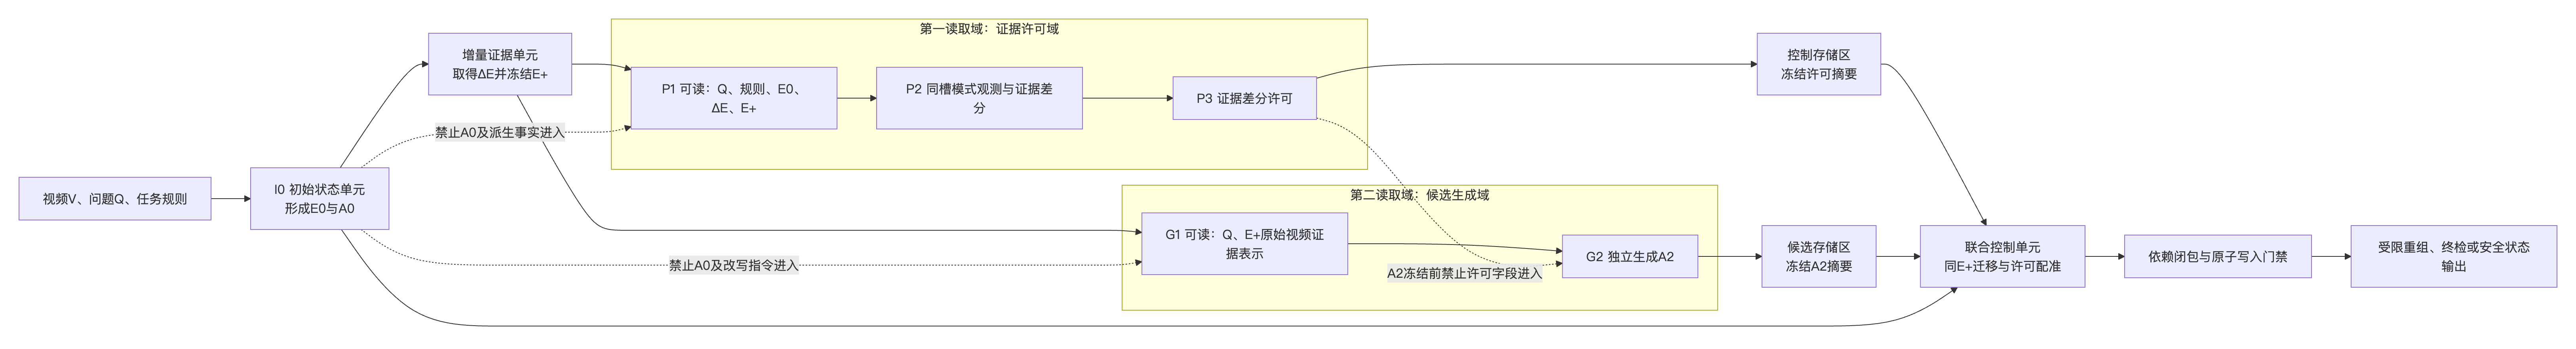 视频V、问题Q、任务规则
I0 初始状态单元
形成E0与A0
增量证据单元
取得ΔE并冻结E+
禁止A0及派生事实进入
第一读取域：证据许可域
P1 可读：Q、规则、E0、
ΔE、E+
P2 同槽模式观测与证据差
分
P3 证据差分许可
禁止A0及改写指令进入
第二读取域：候选生成域
G1 可读：Q、E+原始视频证
据表示
A2冻结前禁止许可字段进入
G2 独立生成A2
控制存储区
冻结许可摘要
候选存储区
冻结A2摘要
联合控制单元
同E+迁移与许可配准
依赖闭包与原子写入门禁
受限重组、终检或安全状态
输出